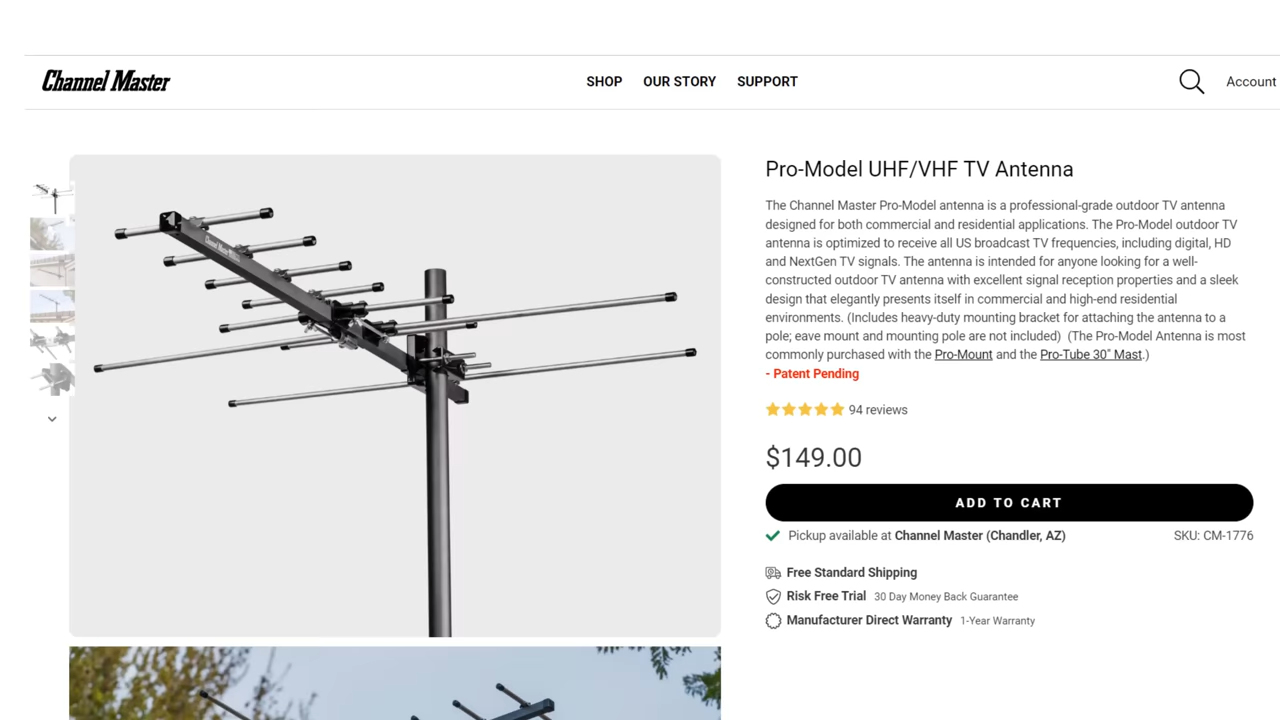 Channel Master
SHOP OUR STORY SUPPORT
Account
Pro-Model UHF/VHF TV Antenna
The Channel Master Pro-Model antenna is a professional-grade outdoor TV antenna
designed for both commercial and residential applications. The Pro-Model outdoor TV
antenna is optimized to receive all US broadcast TV frequencies, including digital, HD
and NextGen TV signals. The antenna is intended for anyone looking for a well-
constructed outdoor TV antenna with excellent signal reception properties and a sleek
design that elegantly presents itself in commercial and high-end residential
environments. (Includes heavy-duty mounting bracket for attaching the antenna to a
pole; eave mount and mounting pole are not included) (The Pro-Model Antenna is most
commonly purchased with the Pro-Mount and the Pro-Tube 30" Mast.)
- Patent Pending
94 reviews
$149.00
ADD TO CART
Pickup available at Channel Master (Chandler, AZ) SKU: CM-1776
Free Standard Shipping
Risk Free Trial 30 Day Money Back Guarantee
Manufacturer Direct Warranty 1-Year Warranty
Channel Master